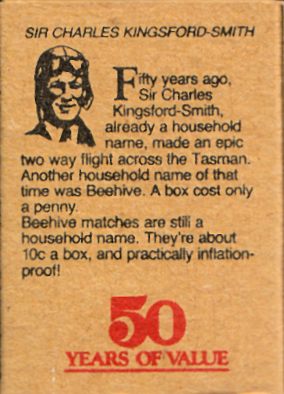 SIR CHARLES KINGSFORD-SMITH
Fifty years ago,
Sir Charles
Kingsford-Smith,
already a household
name, made an epic
two way flight across the Tasman.
Another household name of that
time was Beehive. A box cost only
a penny.
Beehive matches are still a
household name. They're about
10c a box, and practically inflation-
proof!
50
YEARS OF VALUE